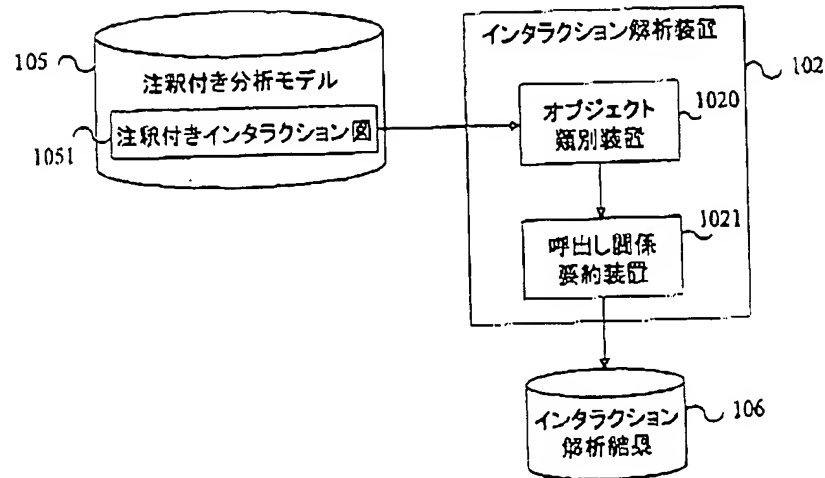 インタラクション解析装置
105
102
注釈付き分析モデル
1020
オブジェクト
類別装置
注釈付きインタラクション図
1051
1021
呼出し関係
要約装置
106
インタラクション
解析結果